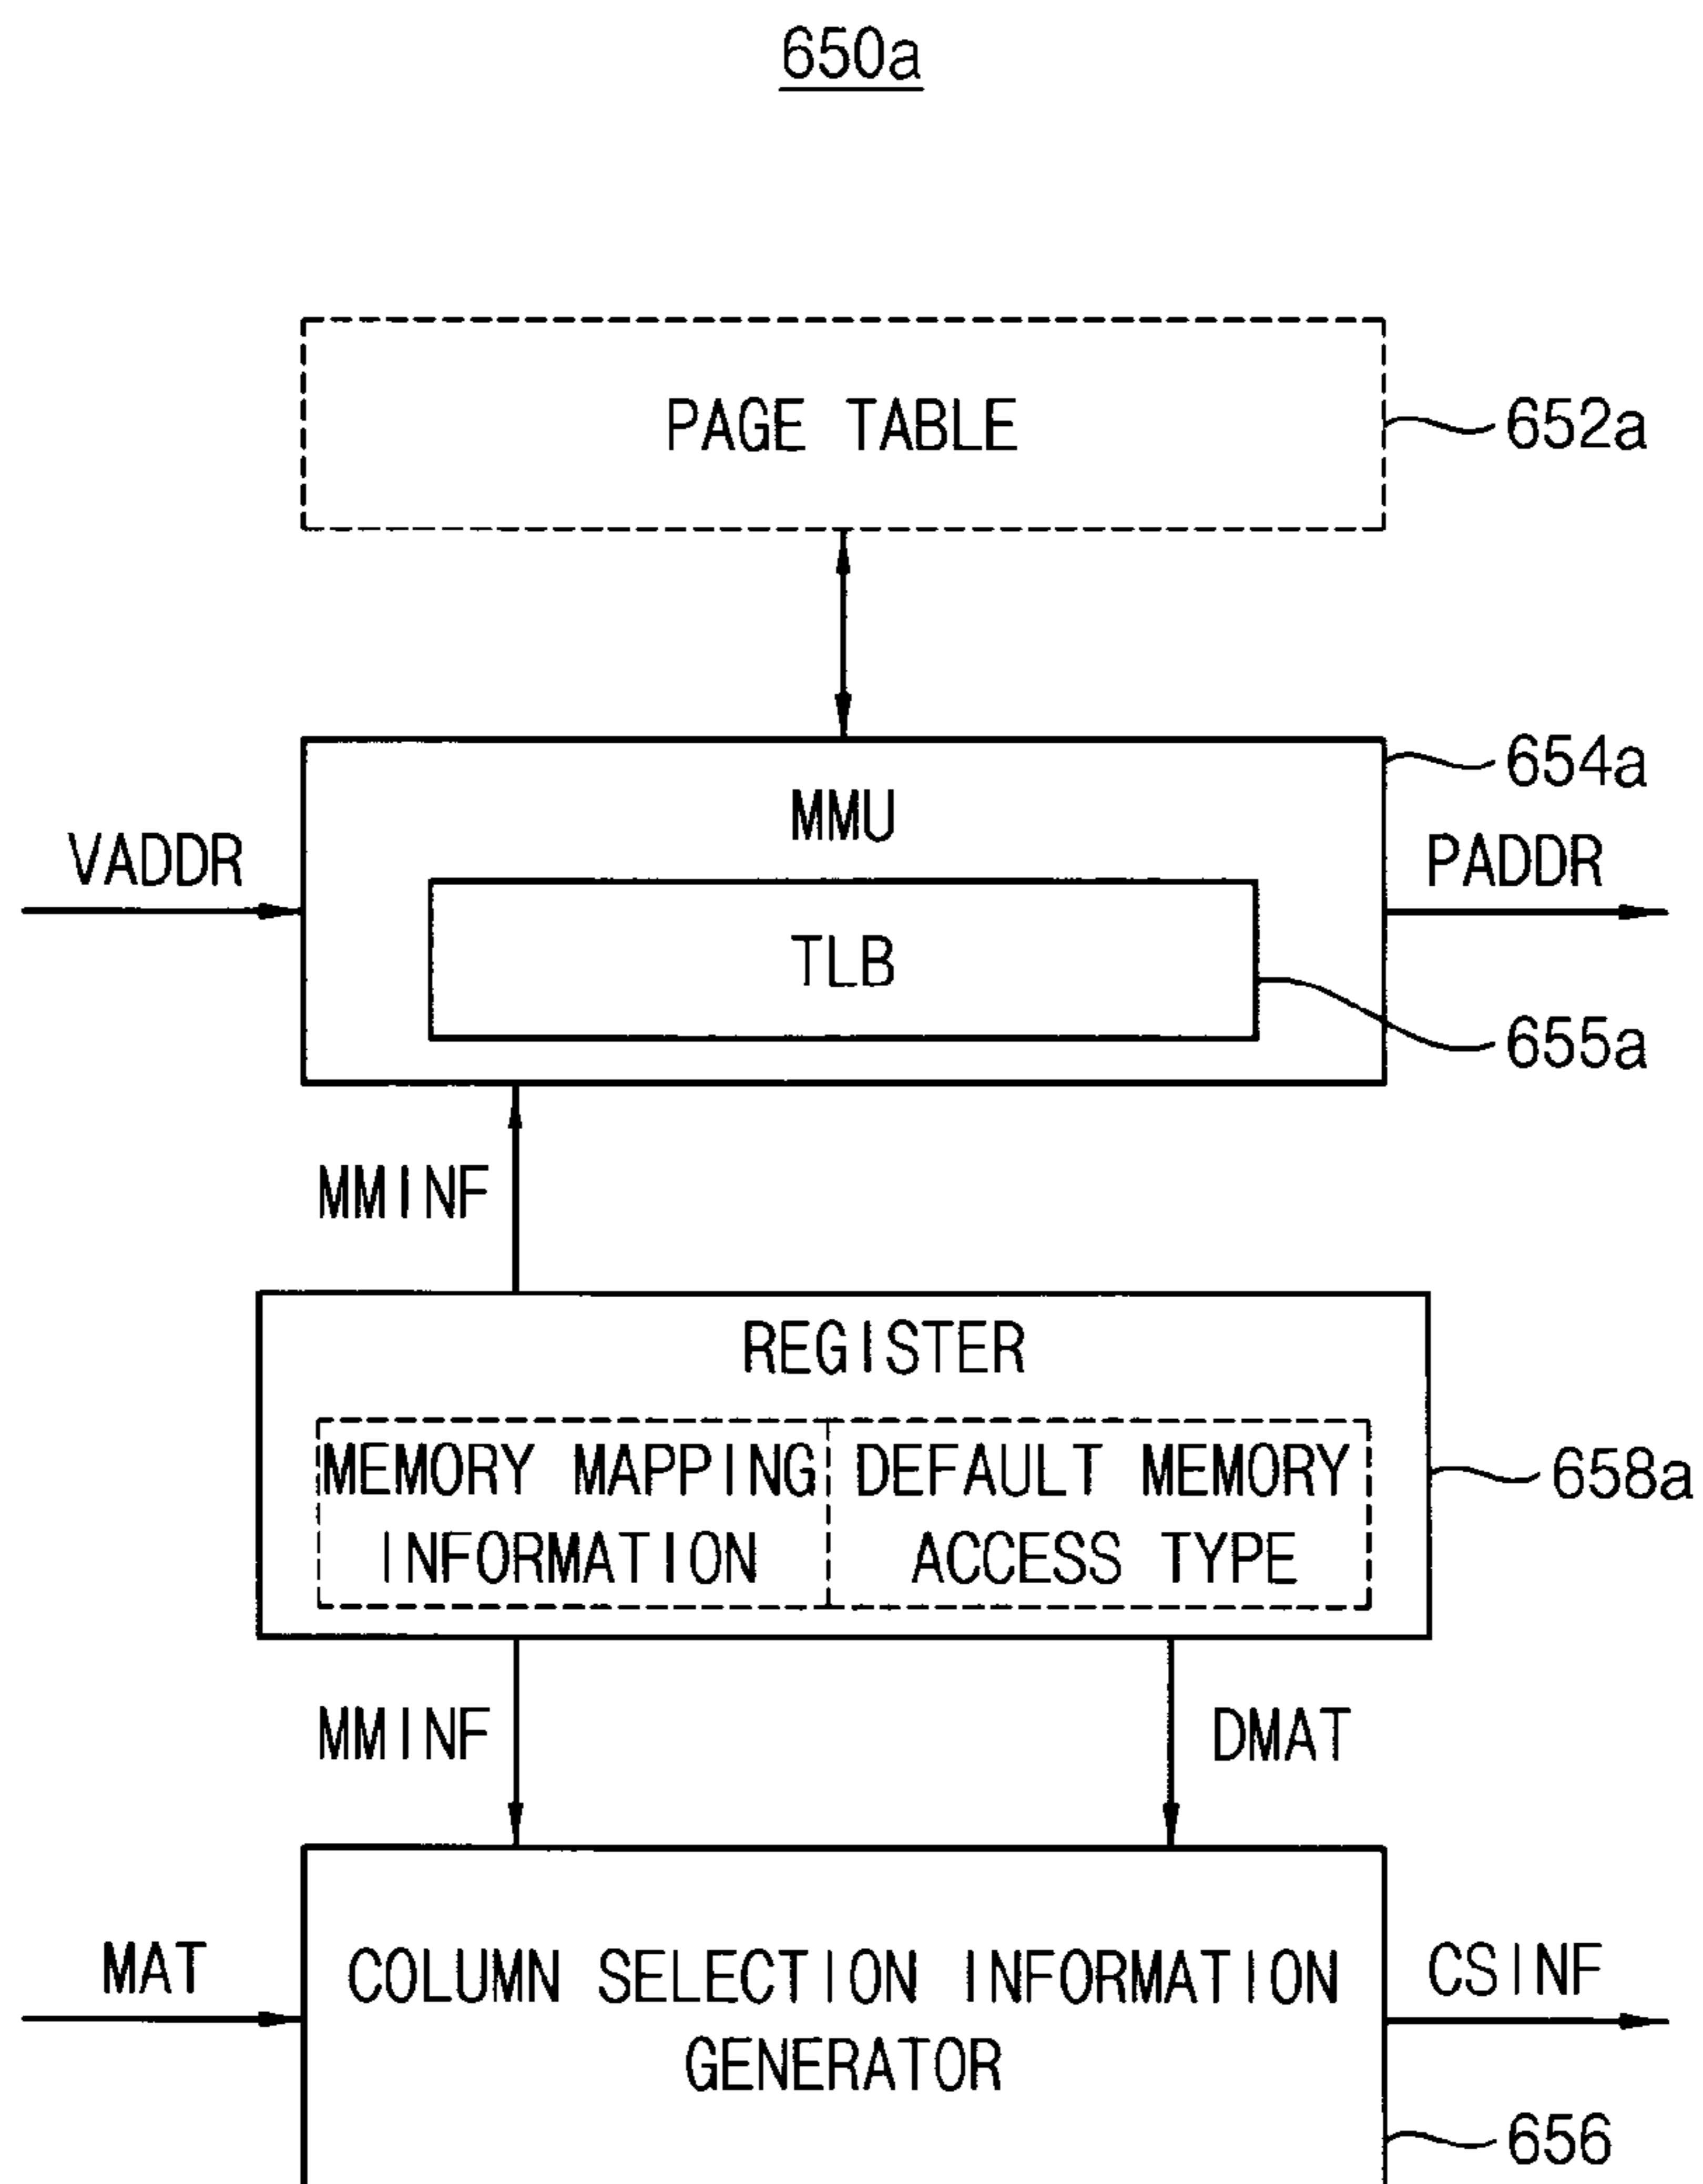 650a
PAGE TABLE
652a
654a
MMU
VADDR
PADDR
TLB
655a
MMINF
REGISTER
MEMORY MAPPING
INFORMATION
DEFAULT MEMORY
ACCESS TYPE
658a
MMINF
DMAT
MAT
COLUMN SELECTION INFORMATION
GENERATOR
CSINF
656